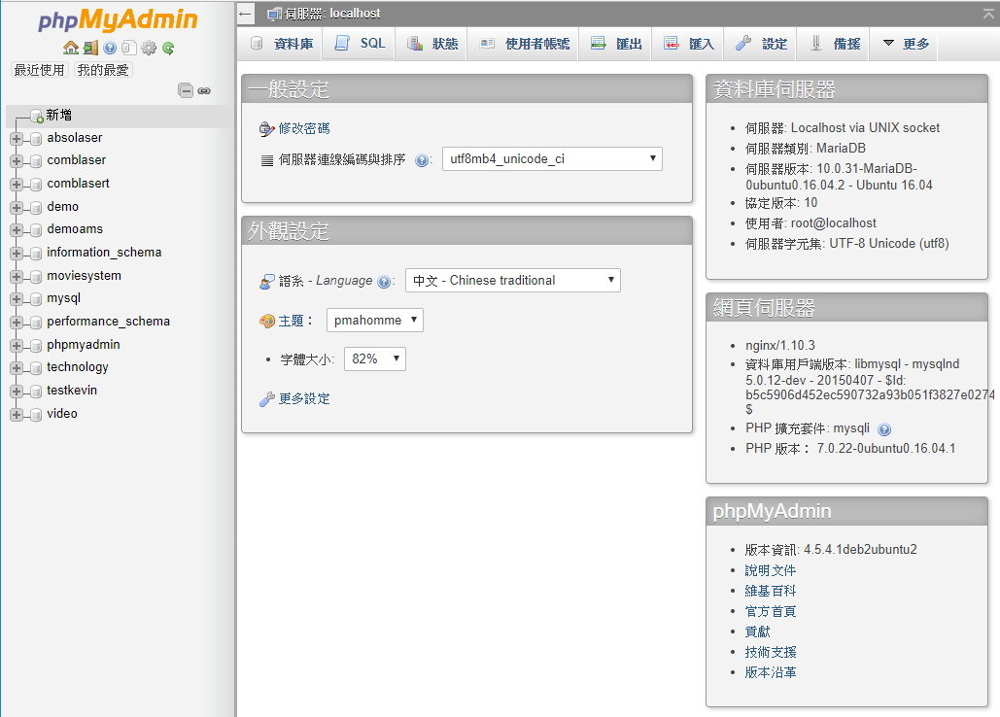 phpMyAdmin
最近使用 我的最愛
新增
absolaser
comblaser
comblasert
demo
demoams
information_schema
moviesystem
mysql
performance_schema
phpmyadmin
technology
testkevin
video
伺服器: localhost
資料庫 SQL 狀態 使用者帳號 匯出 匯入 設定 備援 更多
一般設定
修改密碼
伺服器連線編碼與排序 : utf8mb4_unicode_ci
外觀設定
語系 - Language : 中文 - Chinese traditional
主題： pmahomme
字體大小: 82%
更多設定
資料庫伺服器
伺服器: Localhost via UNIX socket
伺服器類別: MariaDB
伺服器版本: 10.0.31-MariaDB-
0ubuntu0.16.04.2 - Ubuntu 16.04
協定版本: 10
使用者: root@localhost
伺服器字元集: UTF-8 Unicode (utf8)
網頁伺服器
nginx/1.10.3
資料庫用戶端版本: libmysql - mysqlnd
5.0.12-dev - 20150407 - $Id:
b5c5906d452ec590732a93b051f3827e0274
$
PHP 擴充套件: mysqli
PHP 版本： 7.0.22-0ubuntu0.16.04.1
phpMyAdmin
版本資訊: 4.5.4.1deb2ubuntu2
說明文件
維基百科
官方首頁
貢獻
技術支援
版本沿革